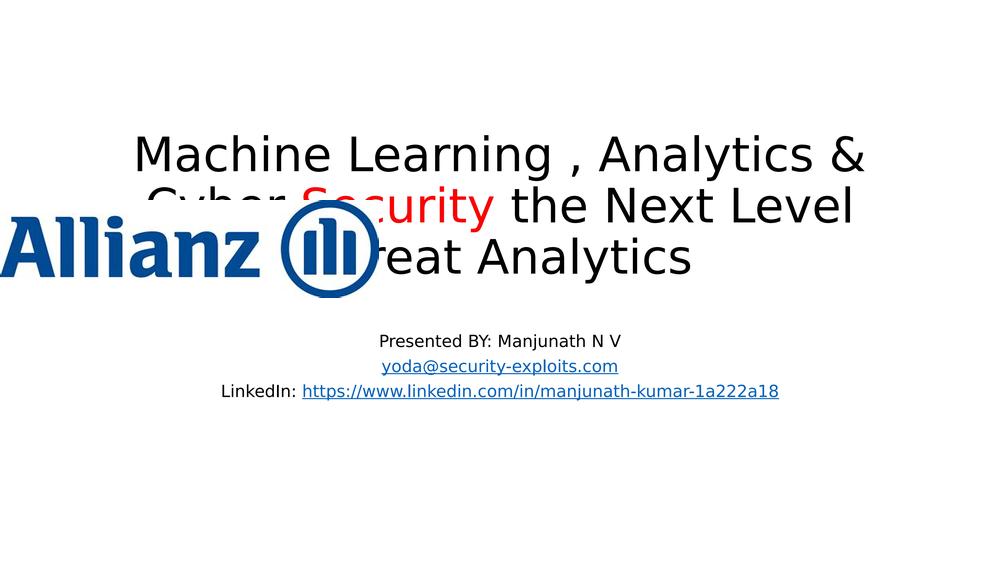 Machine Learning , Analytics &
Cyber Security the Next Level
reat Analytics
Allianz
Presented BY: Manjunath N V
yoda@security-exploits.com
LinkedIn: https://www.linkedin.com/in/manjunath-kumar-1a222a18